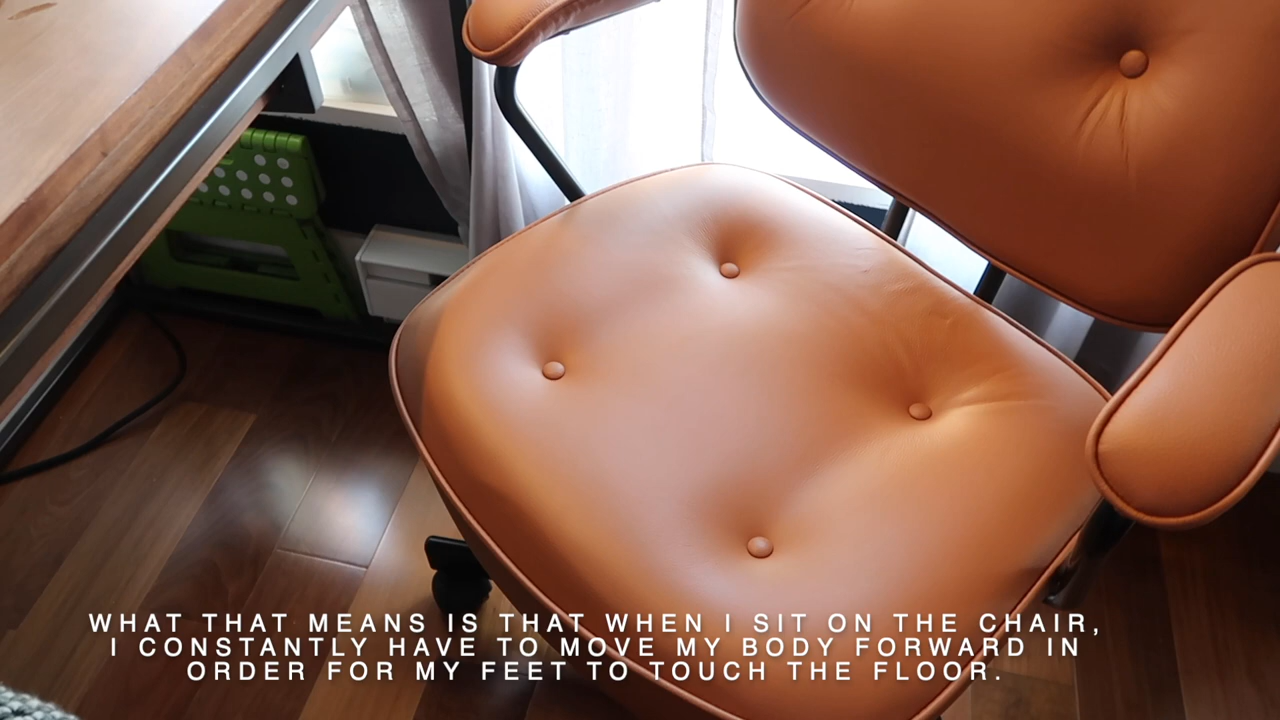 WHAT THAT MEANS IS THAT WHEN I SIT ON THE CHAIR,
I CONSTANTLY HAVE TO MOVE MY BODY FORWARD IN
ORDER FOR MY FEET TO TOUCH THE FLOOR.